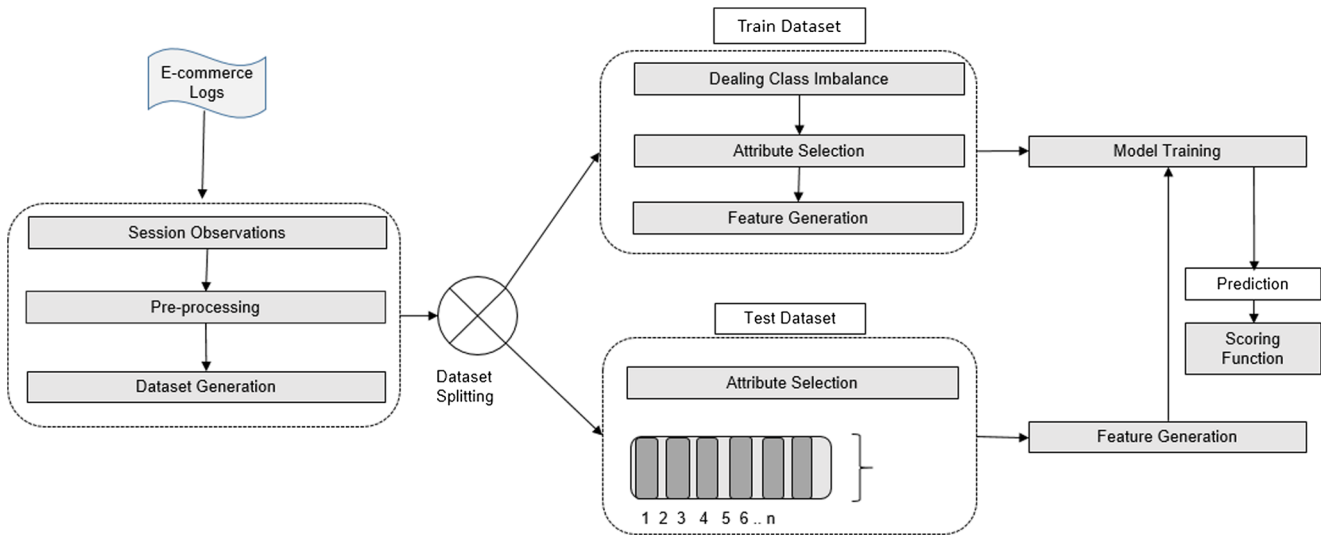 E-commerce
Logs
Session Observations
Pre-processing
Dataset Generation
Dataset
Splitting
Train Dataset
Dealing Class Imbalance
Attribute Selection
Feature Generation
Test Dataset
Attribute Selection
1 2 3 4 5 6 .. n
Model Training
Prediction
Scoring
Function
Feature Generation